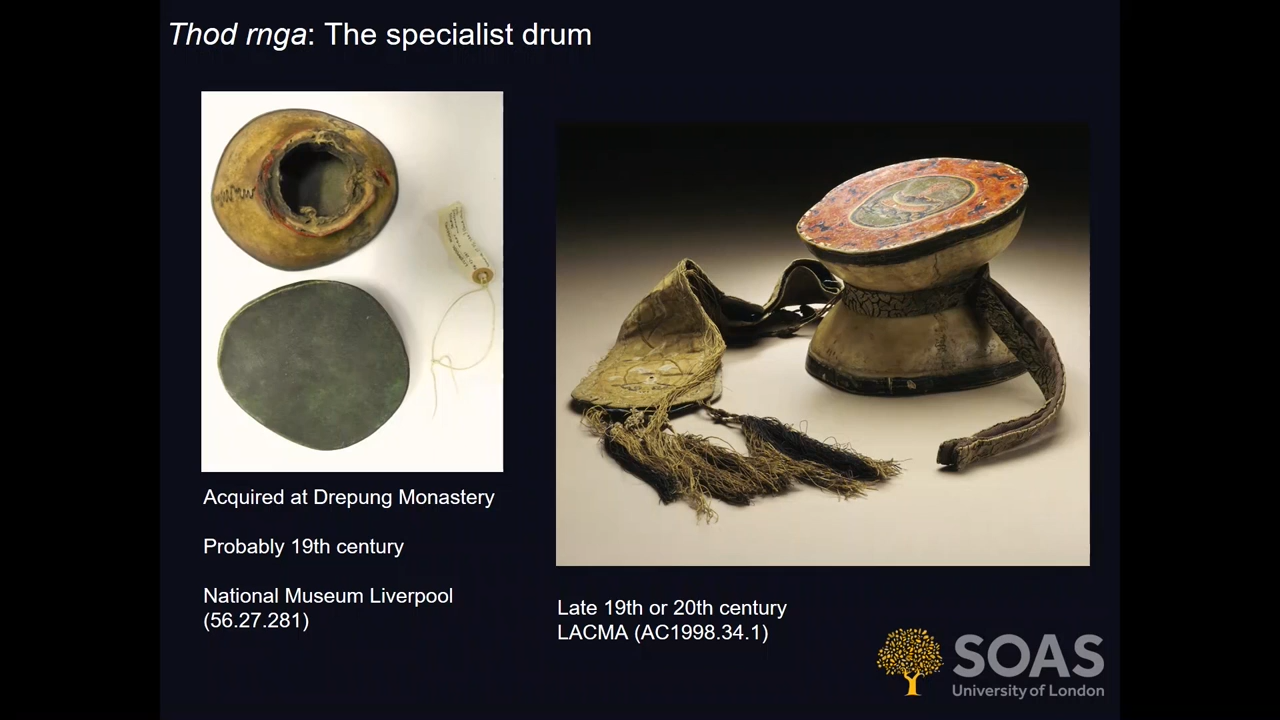 Thod rnga: The specialist drum
Acquired at Drepung Monastery
Probably 19th century
National Museum Liverpool
(56.27.281)
Late 19th or 20th century
LACMA (AC1998.34.1)
SOAS
University of London